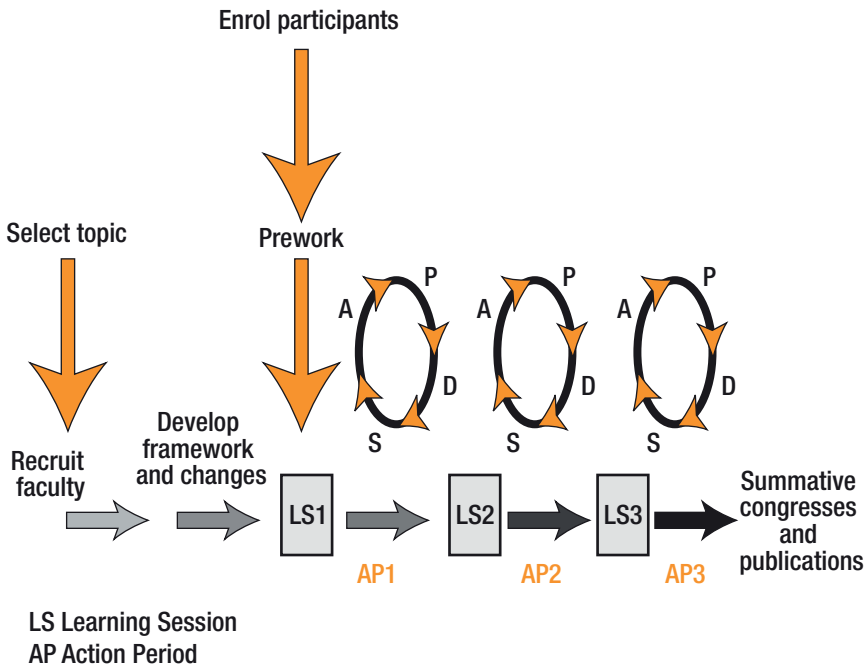 Enrol participants
Select topic
Prework
P
A
D
S
P
A
D
S
P
A
D
S
Recruit
faculty
Develop
framework
and changes
LS1
LS2
LS3
Summative
congresses
and
publications
AP1
AP2
AP3
LS Learning Session
AP Action Period